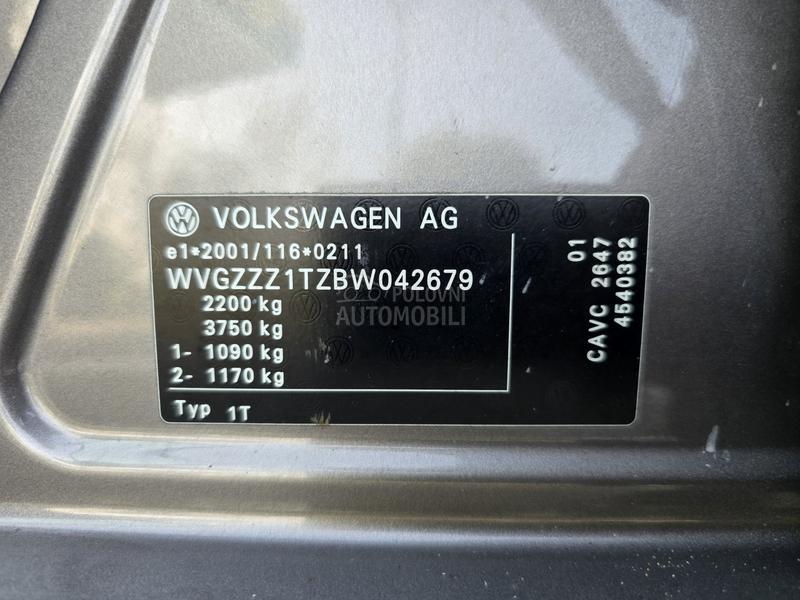 VOLKSWAGEN AG
e1*2001/116*0211
WVGZZZ1TZBW042679
2200 kg
3750 kg
1- 1090 kg
2- 1170 kg
Typ 1T
01
CAVC 2647
4540382
POLOVNI
AUTOMOBILI